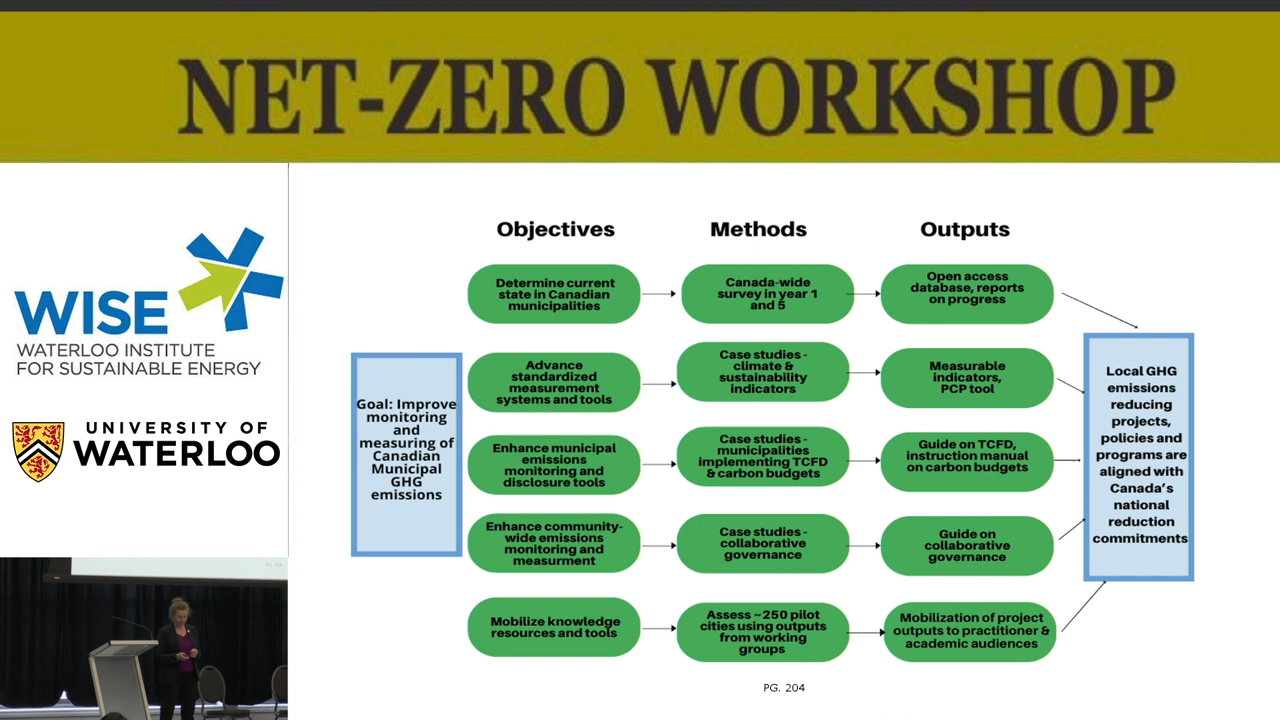 NET-ZERO WORKSHOP
WISE
WATERLOO INSTITUTE
FOR SUSTAINABLE ENERGY
UNIVERSITY OF
WATERLOO
Objectives
Methods
Outputs
Goal: Improve
monitoring
and
measuring of
Canadian
Municipal
GHG
emissions
Determine current
state in Canadian
municipalities
Canada-wide
survey in year 1
and 5
Open access
database, reports
on progress
Advance
standardized
measurement
systems and tools
Case studies -
climate &
sustainability
indicators
Measurable
indicators,
PCP tool
Enhance municipal
emissions
monitoring and
disclosure tools
Case studies -
municipalities
implementing TCFD
& carbon budgets
Guide on TCFD,
instruction manual
on carbon budgets
Enhance community-
wide emissions
monitoring and
measurment
Case studies -
collaborative
governance
Guide on
collaborative
governance
Mobilize knowledge
resources and tools
Assess ~250 pilot
cities using outputs
from working
groups
Mobilization of project
outputs to practitioner &
academic audiences
Local GHG
emissions
reducing
projects,
policies and
programs are
aligned with
Canada's
national
reduction
commitments
PG. 204